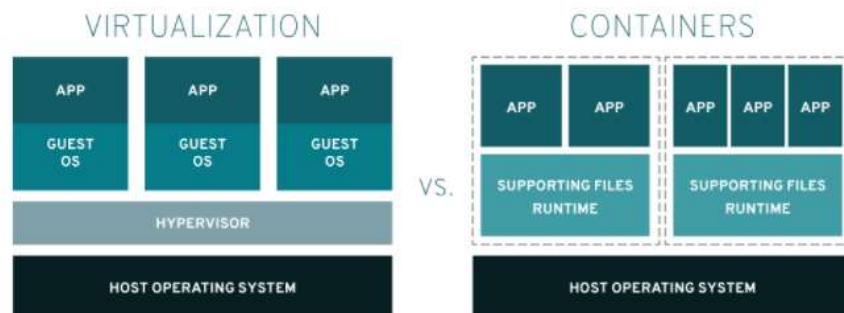 VIRTUALIZATION
APP
APP
APP
GUEST
OS
GUEST
OS
GUEST
OS
HYPERVISOR
HOST OPERATING SYSTEM
VS.
CONTAINERS
APP
APP
APP
APP
APP
SUPPORTING FILES
RUNTIME
SUPPORTING FILES
RUNTIME
HOST OPERATING SYSTEM